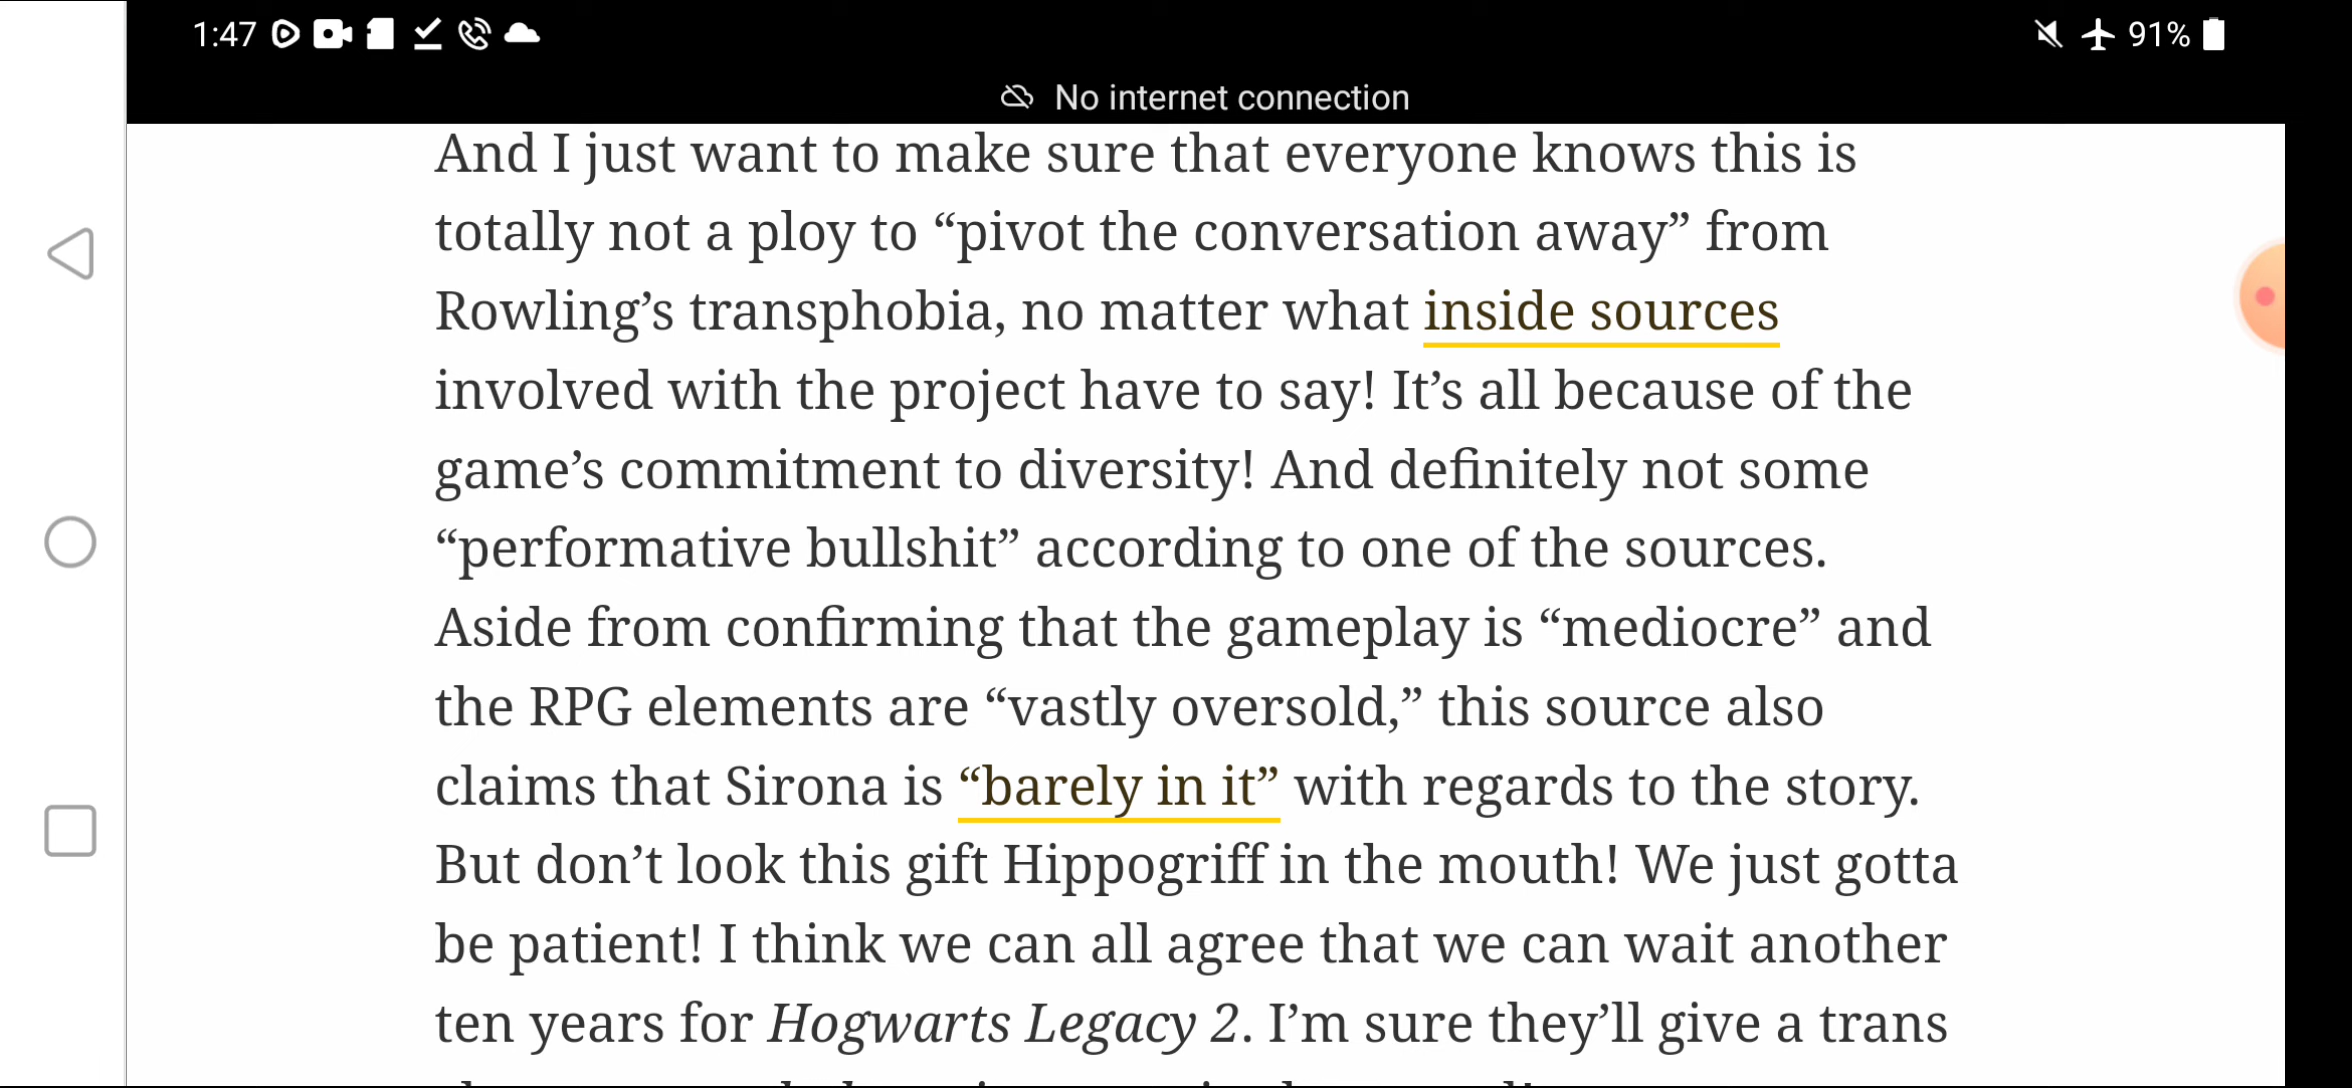 1:47
91%
No internet connection
And I just want to make sure that everyone knows this is
totally not a ploy to “pivot the conversation away” from
Rowling’s transphobia, no matter what inside sources
involved with the project have to say! It’s all because of the
game’s commitment to diversity! And definitely not some
“performative bullshit” according to one of the sources.
Aside from confirming that the gameplay is “mediocre” and
the RPG elements are “vastly oversold,” this source also
claims that Sirona is “barely in it” with regards to the story.
But don’t look this gift Hippogriff in the mouth! We just gotta
be patient! I think we can all agree that we can wait another
ten years for Hogwarts Legacy 2. I’m sure they’ll give a trans